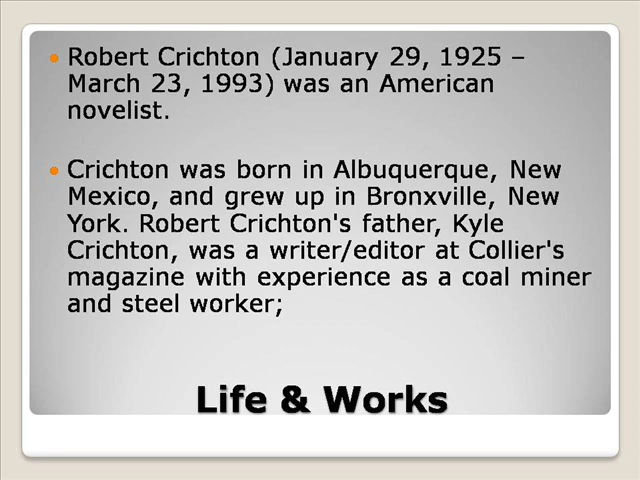 Robert Crichton (January 29, 1925 –
March 23, 1993) was an American
novelist.
Crichton was born in Albuquerque, New
Mexico, and grew up in Bronxville, New
York. Robert Crichton's father, Kyle
Crichton, was a writer/editor at Collier's
magazine with experience as a coal miner
and steel worker;
Life & Works